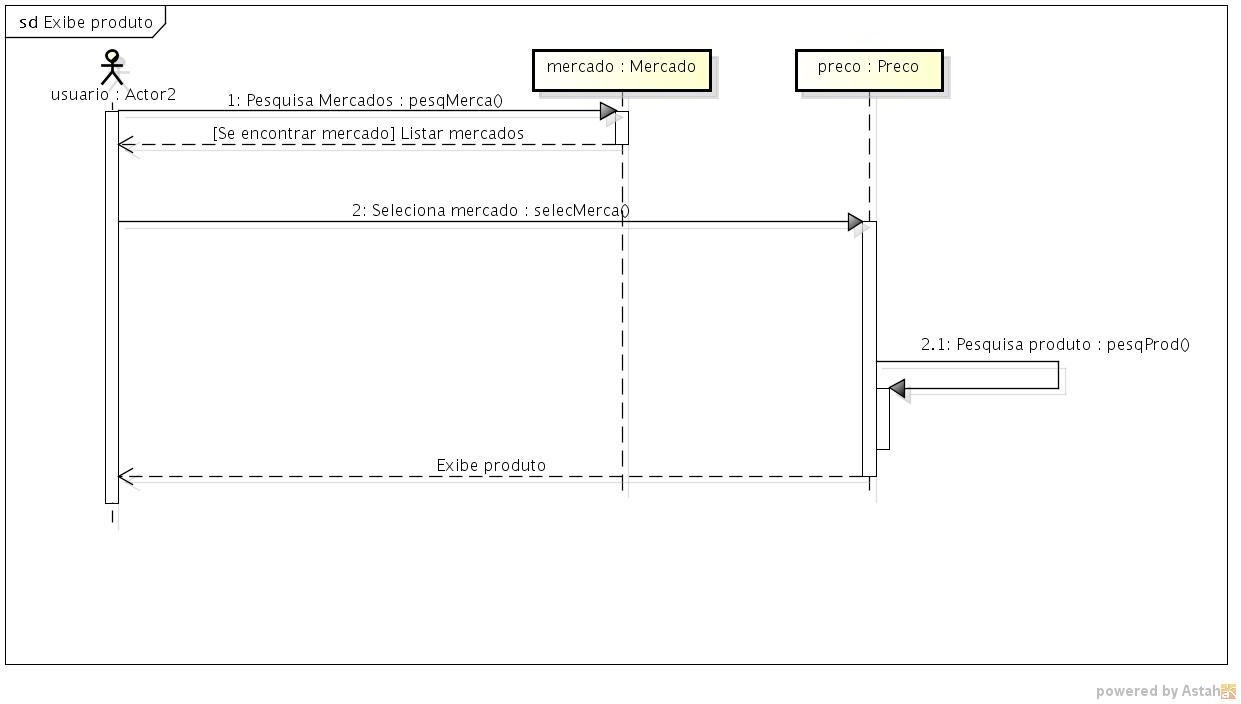 sd Exibe produto
usuario : Actor2
mercado : Mercado
preco : Preco
1: Pesquisa Mercados : pesqMerca()
[Se encontrar mercado] Listar mercados
2: Seleciona mercado : selecMerca()
2.1: Pesquisa produto : pesqProd()
Exibe produto
powered by Astah